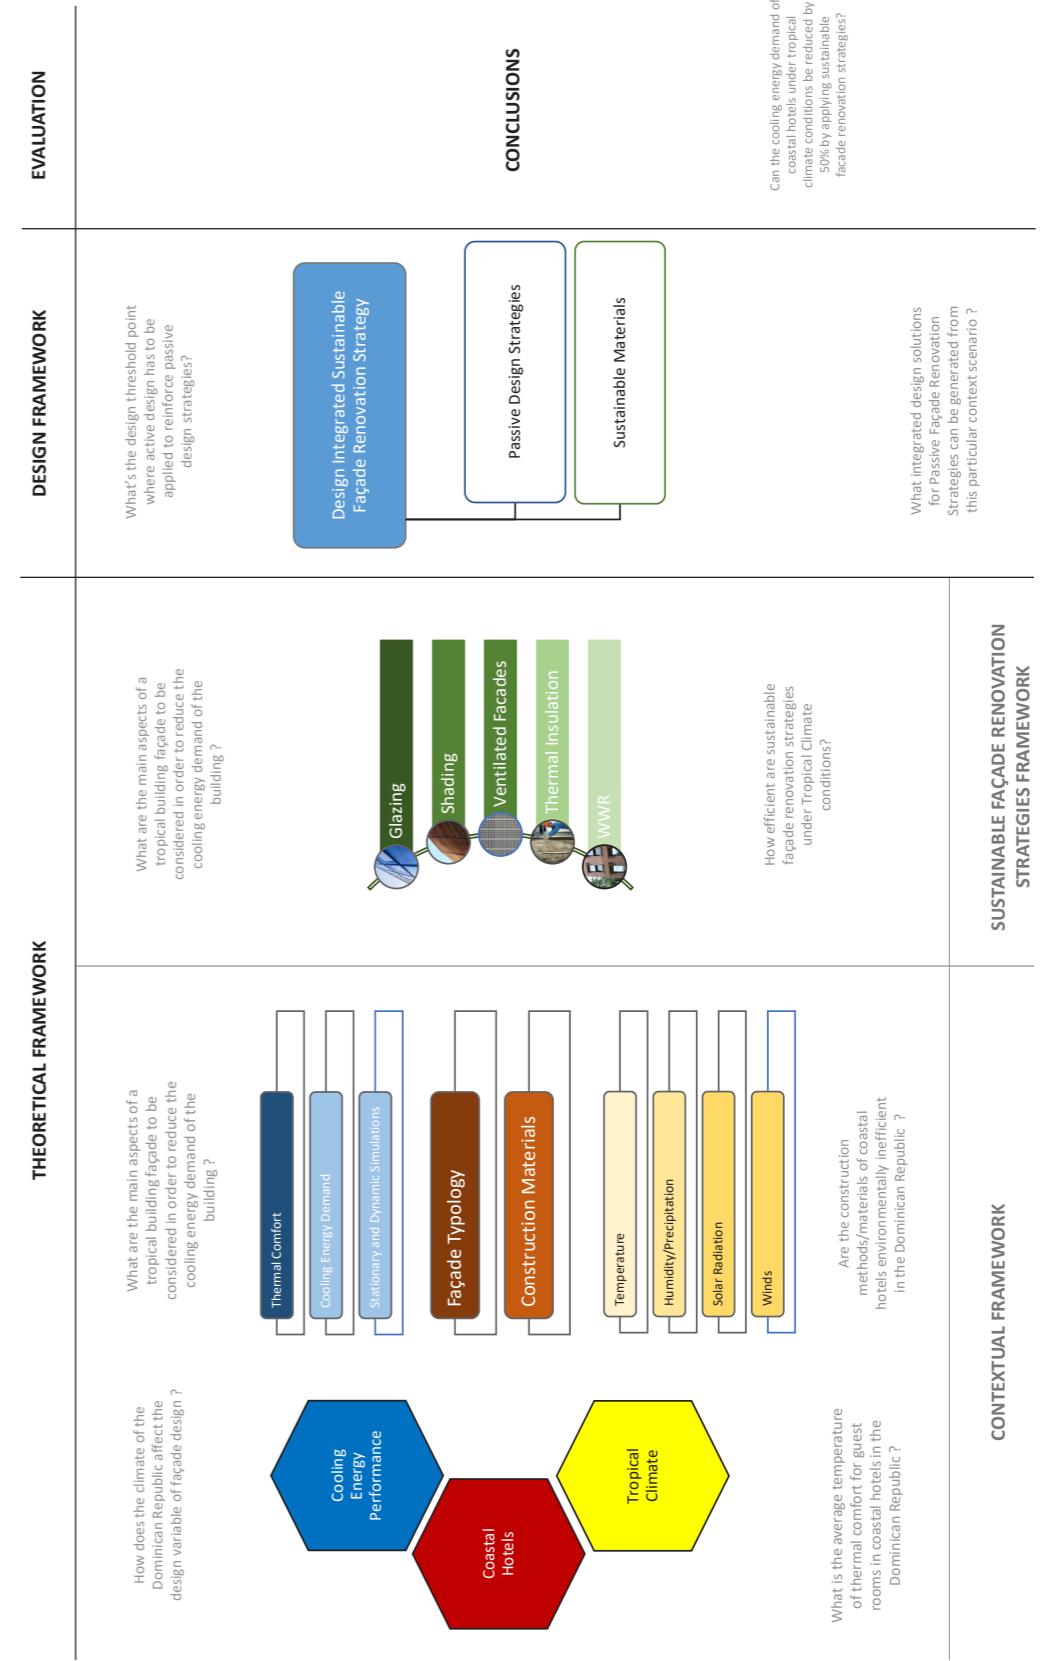 THEORETICAL FRAMEWORK
DESIGN FRAMEWORK
EVALUATION
How does the climate of the
Dominican Republic affect the
design variable of façade design ?
Cooling
Energy
Performance
Coastal
Hotels
Tropical
Climate
What is the average temperature
of thermal comfort for guest
rooms in coastal hotels in the
Dominican Republic ?
What are the main aspects of a
tropical building façade to be
considered in order to reduce the
cooling energy demand of the
building ?
Thermal Comfort
Cooling Energy Demand
Stationary and Dynamic Simulations
Façade Typology
Construction Materials
Temperature
Humidity/Precipitation
Solar Radiation
Winds
Are the construction
methods/materials of coastal
hotels environmentally inefficient
in the Dominican Republic ?
CONTEXTUAL FRAMEWORK
What are the main aspects of a
tropical building façade to be
considered in order to reduce the
cooling energy demand of the
building ?
Glazing
Shading
Ventilated Facades
Thermal Insulation
WWR
How efficient are sustainable
façade renovation strategies
under Tropical Climate
conditions?
SUSTAINABLE FAÇADE RENOVATION
STRATEGIES FRAMEWORK
What's the design threshold point
where active design has to be
applied to reinforce passive
design strategies?
Design Integrated Sustainable
Façade Renovation Strategy
Passive Design Strategies
Sustainable Materials
What integrated design solutions
for Passive Façade Renovation
Strategies can be generated from
this particular context scenario ?
CONCLUSIONS
Can the cooling energy demand of
coastal hotels under tropical
climate conditions be reduced by
50% by applying sustainable
facade renovation strategies?